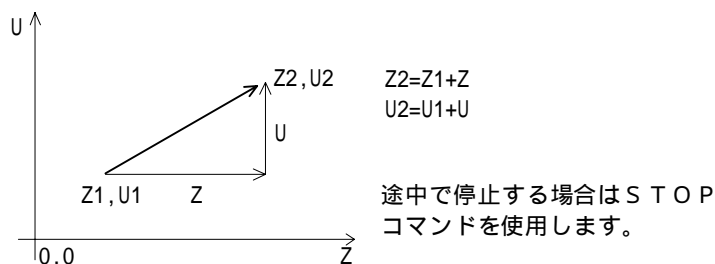 U
Z2,U2
Z2=Z1+Z
U2=U1+U
U
Z1,U1
Z
途中で停止する場合はＳＴＯＰ
コマンドを使用します。
0.0
Z